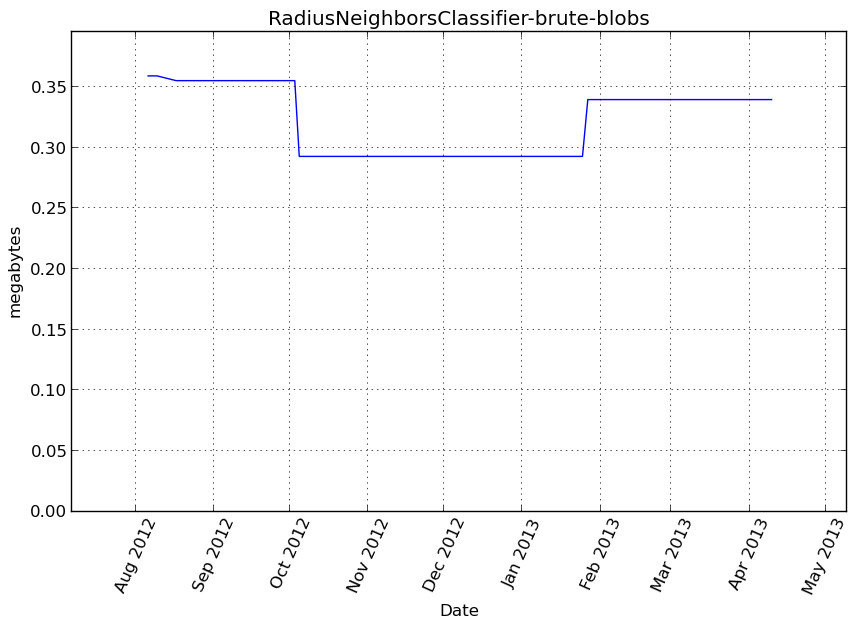 RadiusNeighborsClassifier-brute-blobs
0.35
0.30
0.25
0.20
0.15
0.10
0.05
0.00
megabytes
Aug 2012
Sep 2012
Oct 2012
Nov 2012
Dec 2012
Jan 2013
Feb 2013
Mar 2013
Apr 2013
May 2013
Date